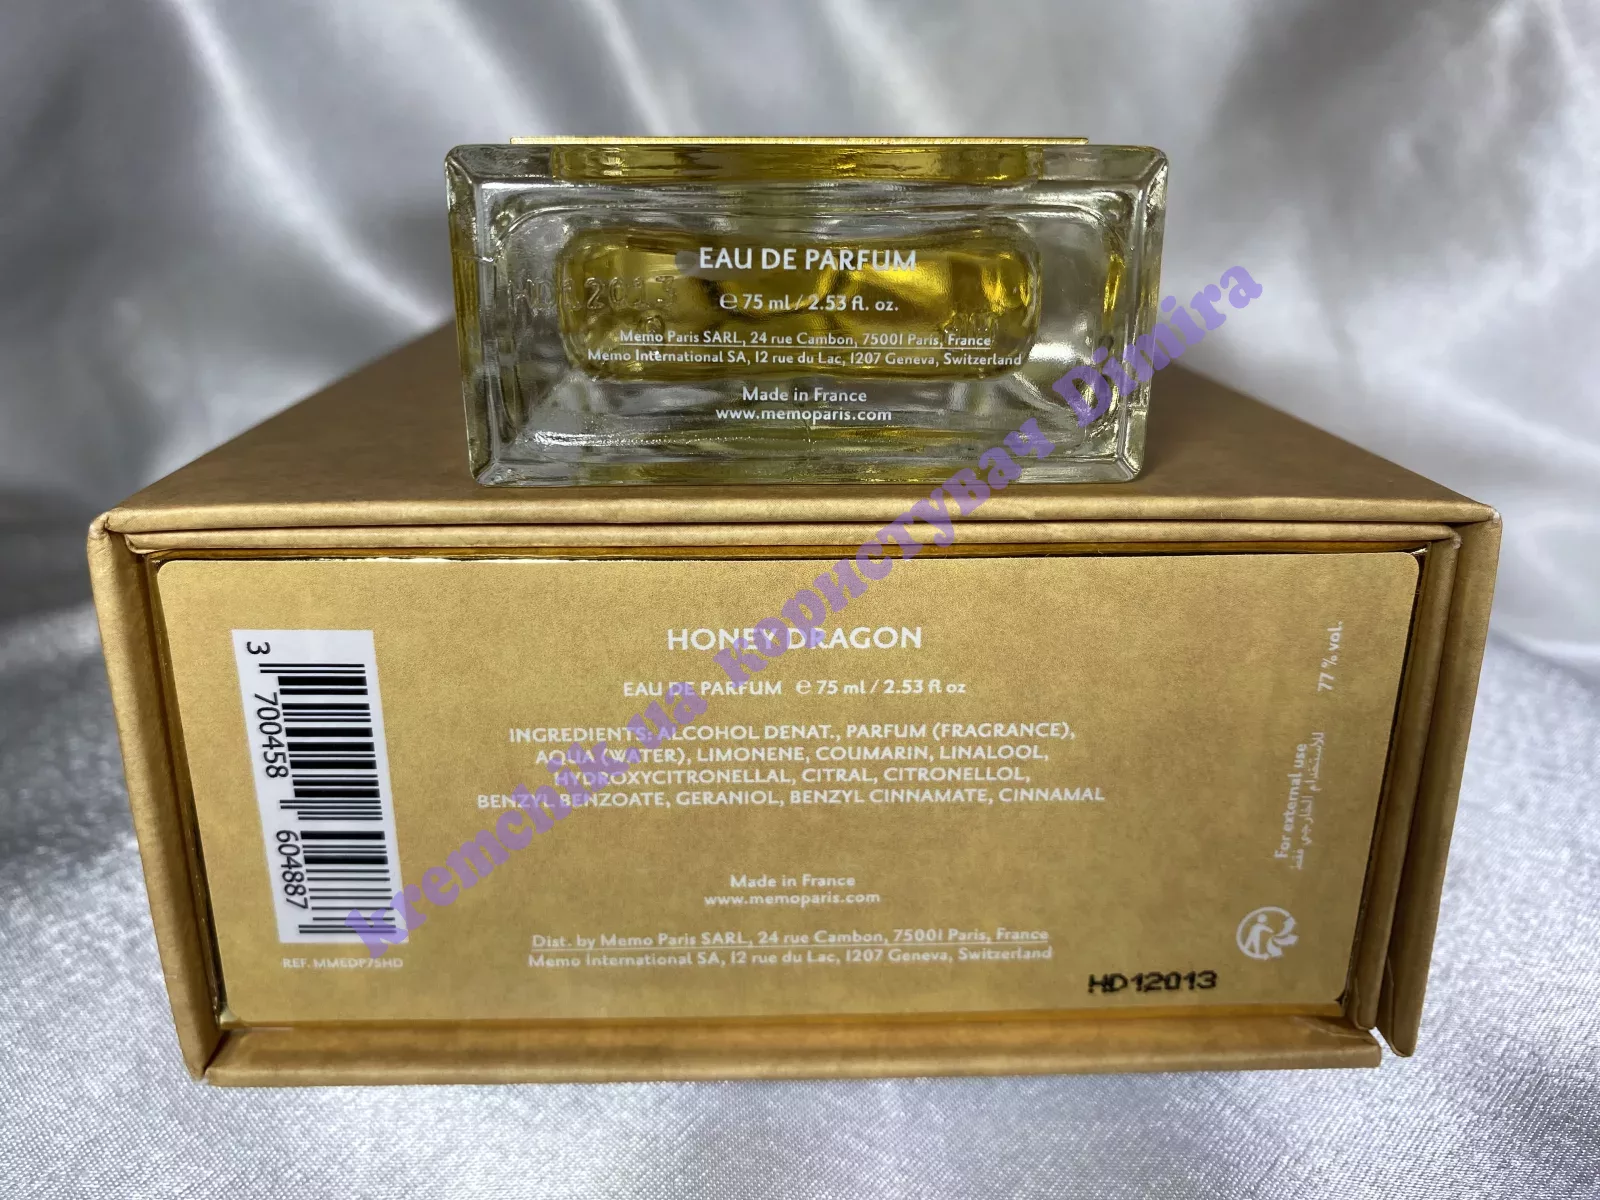 EAU DE PARFUM
HD12013
℮ 75 ml / 2.53 fl. oz.
Memo Paris SARL, 24 rue Cambon, 75001 Paris, France
Memo International SA, 12 rue du Lac, 1207 Geneva, Switzerland
Made in France
www.memoparis.com
kremchik.ua користувач Dimira
HONEY DRAGON
EAU DE PARFUM ℮ 75 ml / 2.53 fl oz
INGREDIENTS: ALCOHOL DENAT., PARFUM (FRAGRANCE),
AQUA (WATER), LIMONENE, COUMARIN, LINALOOL,
HYDROXYCITRONELLAL, CITRAL, CITRONELLOL,
BENZYL BENZOATE, GERANIOL, BENZYL CINNAMATE, CINNAMAL
Made in France
www.memoparis.com
Dist. by Memo Paris SARL, 24 rue Cambon, 75001 Paris, France
Memo International SA, 12 rue du Lac, 1207 Geneva, Switzerland
3 700458 604887
REF. MMEDP75HD
77 % vol.
For external use
للاستخدام الخارجي فقط
HD12013